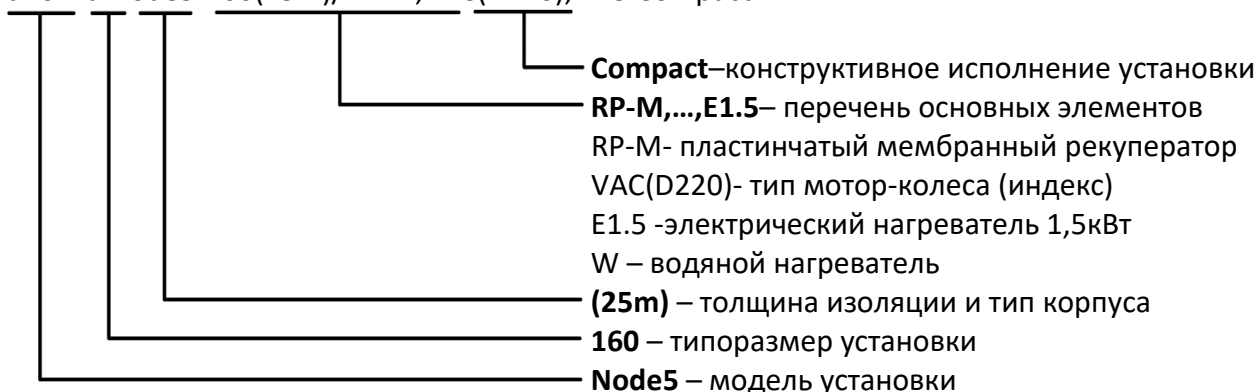 Compact–конструктивное исполнение установки
RP-M,…,E1.5– перечень основных элементов
RP-M- пластинчатый мембранный рекуператор
VAC(D220)- тип мотор-колеса (индекс)
E1.5 -электрический нагреватель 1,5кВт
W – водяной нагреватель
(25m) – толщина изоляции и тип корпуса
160 – типоразмер установки
Node5 – модель установки